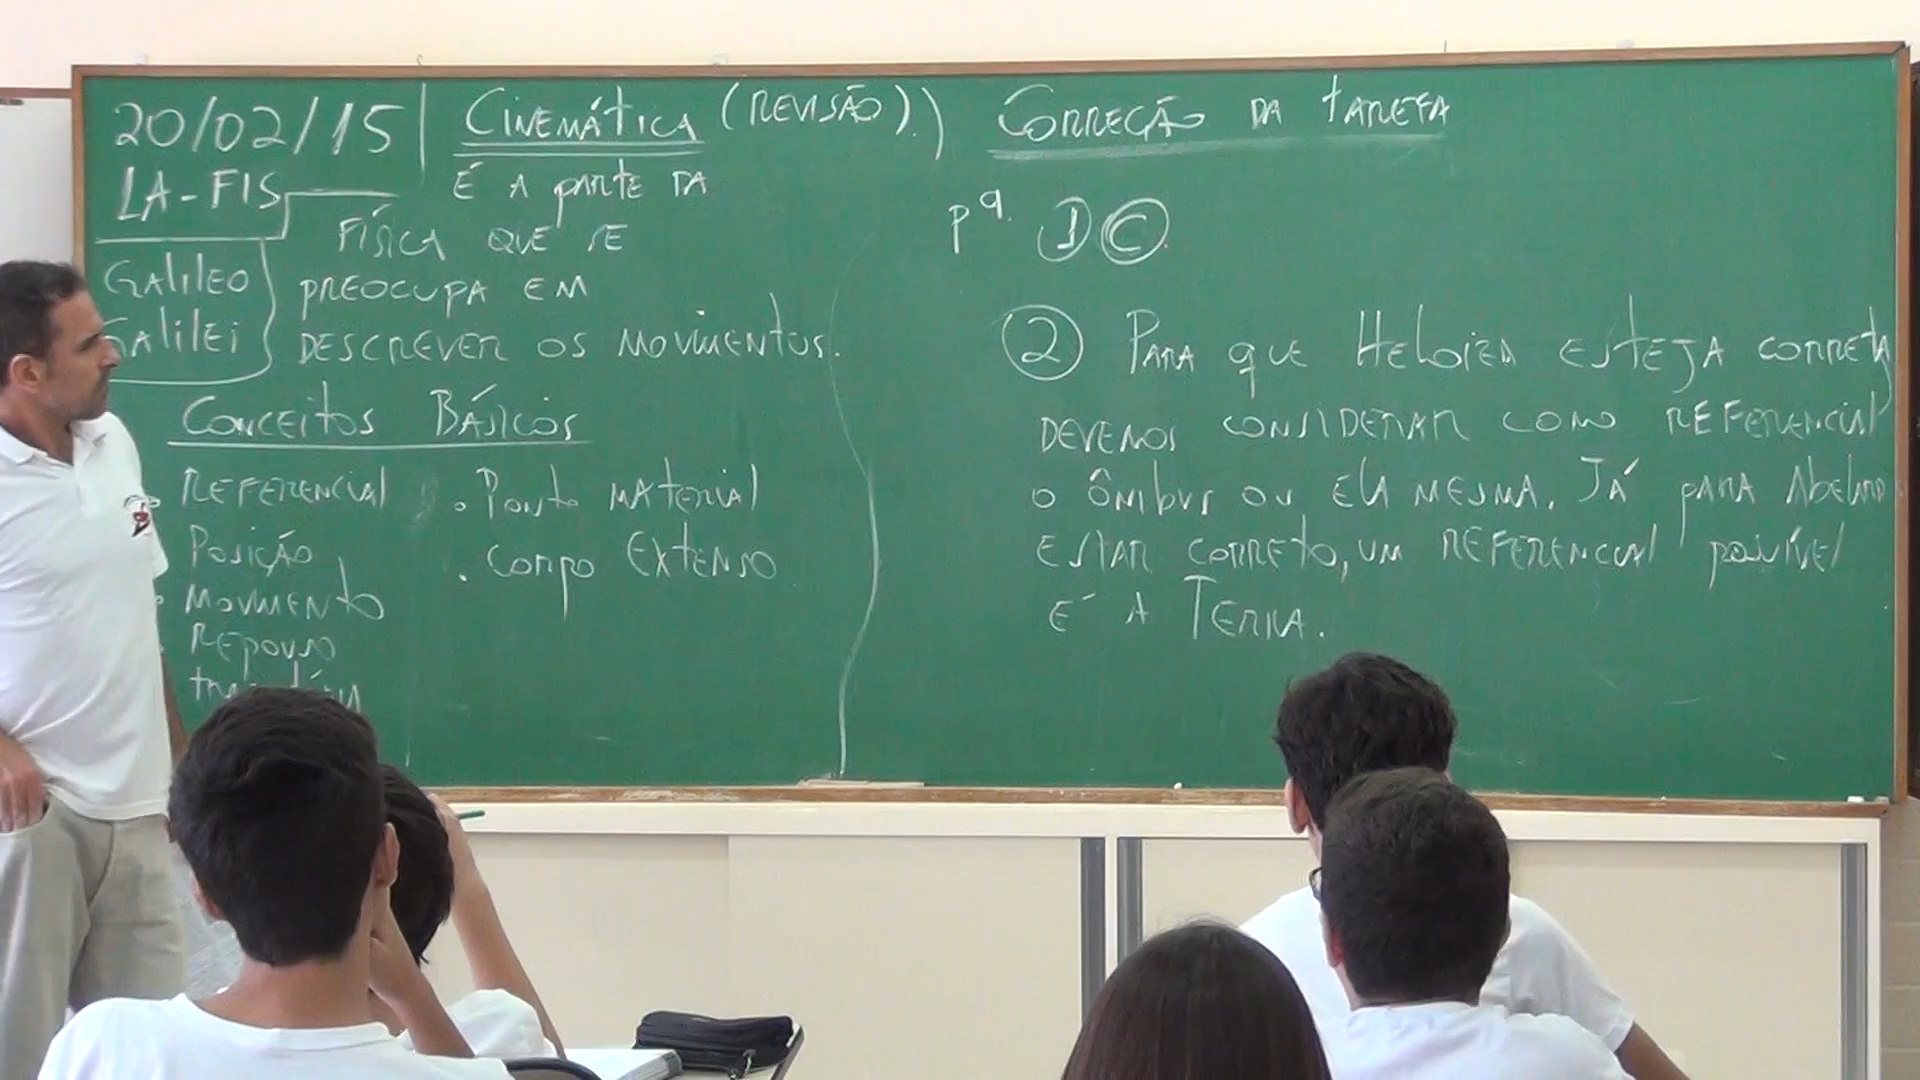 20/02/15
LA-FIS
Galileo
Galilei
Cinemática (REVISÃO).)
É A PARTE DA
FÍSICA QUE SE
PREOCUPA EM
DESCREVER OS MOVIMENTOS.
Conceitos Básicos
REFERENCIAL
POSIÇÃO
MOVIMENTO
REPOUSO
. Ponto MATERIAL
. CORPO EXTENSO
CORREÇÃO DA TAREFA
1 C
2 PARA QUE HELOISA ESTEJA CORRETA
DEVEMOS CONSIDERAR COMO REFERENCIAL
O ÔNIBUS OU ELA MESMA. JÁ PARA Abelardo
ESTAR CORRETO, UM REFERENCIAL POSSÍVEL
É A TERRA.